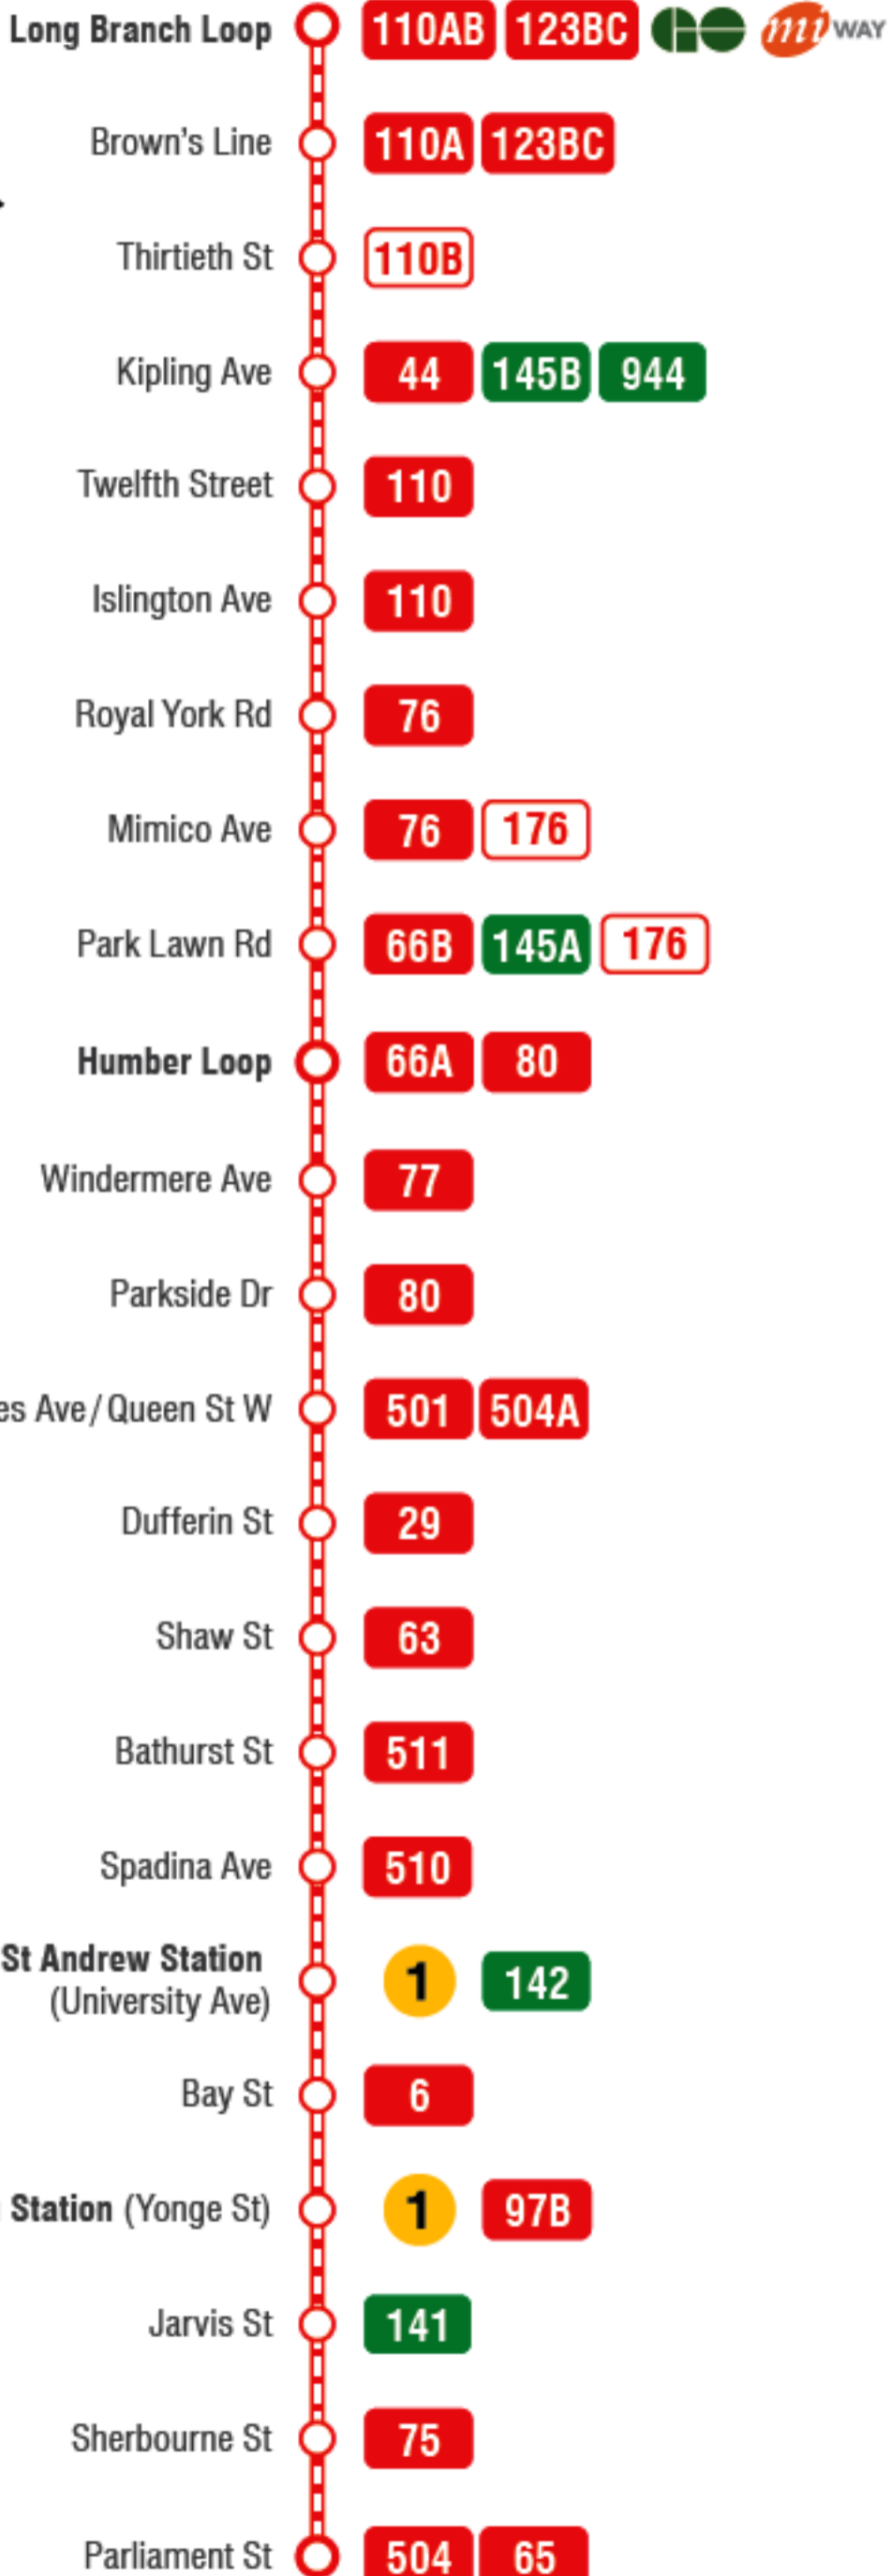 Long Branch Loop 110AB 123BC GO mi WAY
Brown's Line 110A 123BC
Thirtieth St 110B
Kipling Ave 44 145B 944
Twelfth Street 110
Islington Ave 110
Royal York Rd 76
Mimico Ave 76 176
Park Lawn Rd 66B 145A 176
Humber Loop 66A 80
Windermere Ave 77
Parkside Dr 80
es Ave/Queen St W 501 504A
Dufferin St 29
Shaw St 63
Bathurst St 511
Spadina Ave 510
St Andrew Station
(University Ave) 1 142
Bay St 6
Station (Yonge St) 1 97B
Jarvis St 141
Sherbourne St 75
Parliament St 504 65